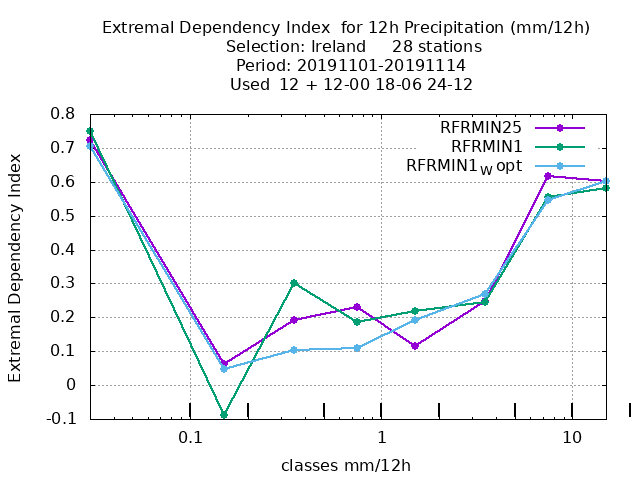 Extremal Dependency Index  for 12h Precipitation (mm/12h)
Selection: Ireland     28 stations
Period: 20191101-20191114
Used  12 + 12-00 18-06 24-12
RFRMIN25
RFRMIN1
RFRMIN1W opt
Extremal Dependency Index
0.8
0.7
0.6
0.5
0.4
0.3
0.2
0.1
0
-0.1
0.1
1
10
classes mm/12h